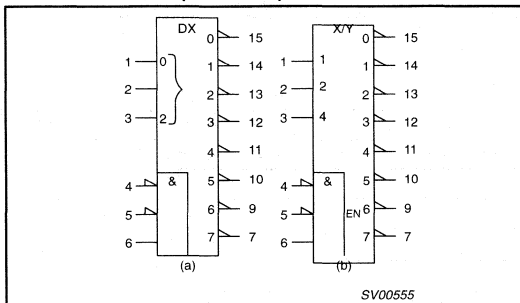 DX X/Y
0 15 0 15
1 0 1 14 1 1 1 14
2 2 13 2 2 2 13
3 2 3 12 3 4 3 12
4 11 4 11
& 5 10 & 5 10
4 4
5 6 9 5 EN 6 9
6 7 7 6 7 7
(a) (b)
SV00555